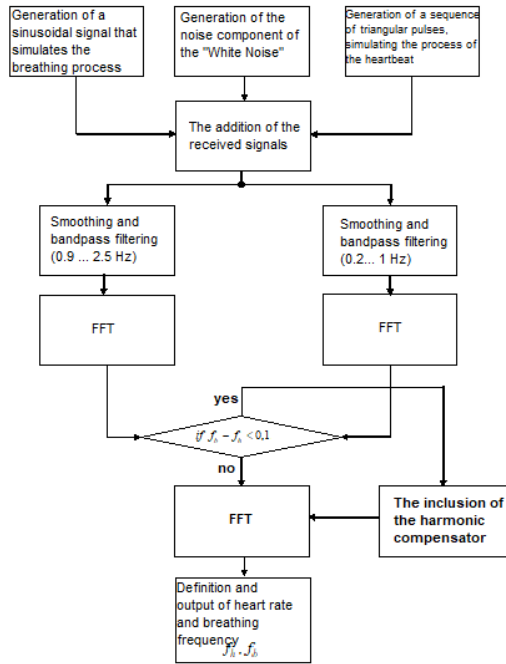 Generation of a
sinusoidal signal that
simulates the
breathing process
Generation of the
noise component of
the "White Noise"
Generation of a sequence
of triangular pulses,
simulating the process of
the heartbeat
The addition of the
received signals
Smoothing and
bandpass filtering
(0.9 ... 2.5 Hz)
Smoothing and
bandpass filtering
(0.2... 1 Hz)
FFT
FFT
yes
if f - f < 0,1
no
FFT
The inclusion of
the harmonic
compensator
Definition and
output of heart rate
and breathing
frequency